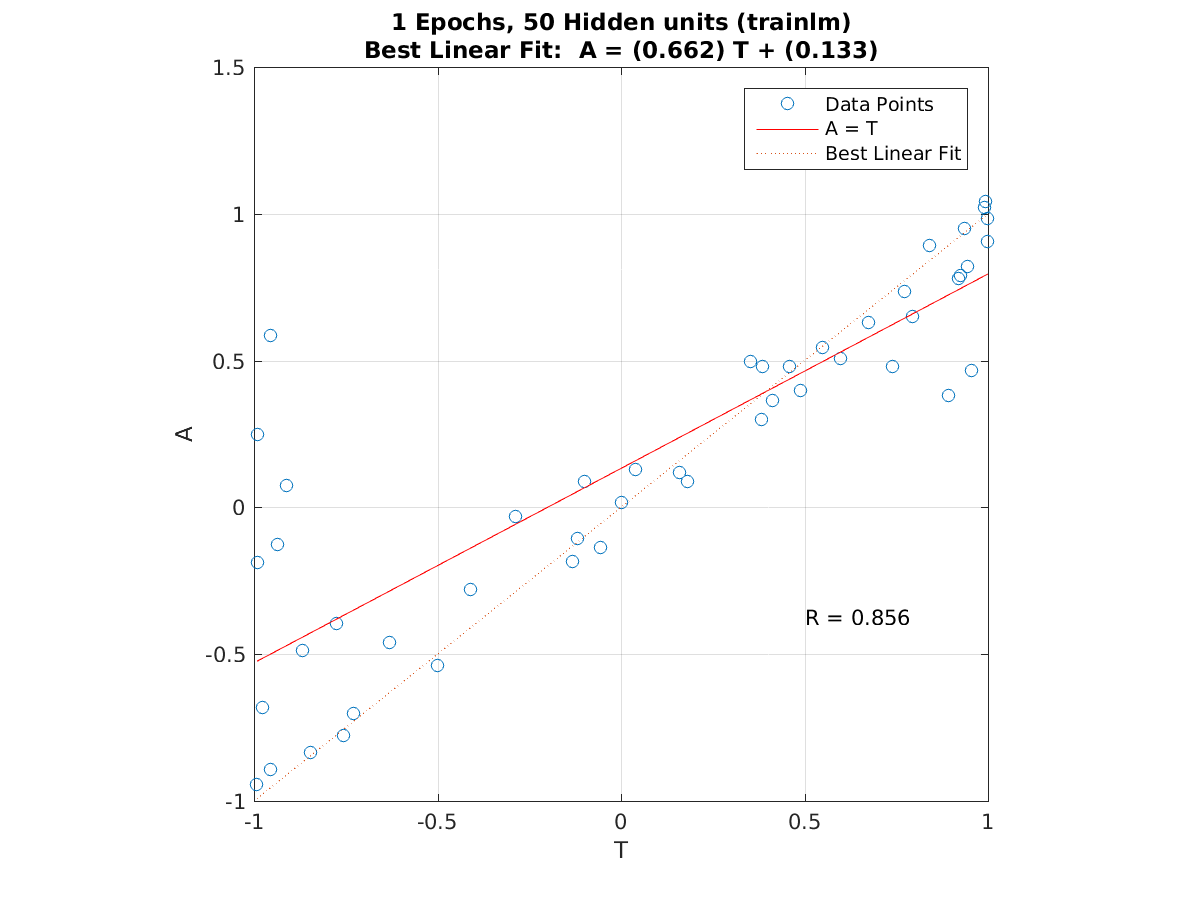 1 Epochs, 50 Hidden units (trainlm)
Best Linear Fit:  A = (0.662) T + (0.133)
1.5
Data Points
A = T
Best Linear Fit
1
0.5
A
0
R = 0.856
-0.5
-1
-1 -0.5 0 0.5 1
T